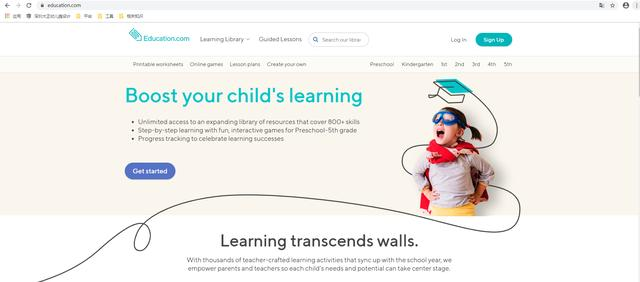 education.com
应用
平台
工具
Education.com
Learning Library
Guided Lessons
Search our librar
Log In
Sign Up
Printable worksheets
Online games
Lesson plans
Create your own
Preschool
Kindergarten
1st
2nd
3rd
4th
5th
Boost your child's learning
Unlimited access to an expanding library of resources that cover 800+ skills
Step-by-step learning with fun, interactive games for Preschool-5th grade
Progress tracking to celebrate learning successes
Get started
Learning transcends walls.
With thousands of teacher-crafted learning activities that sync up with the school year, we
empower parents and teachers so each child's needs and potential can take center stage.